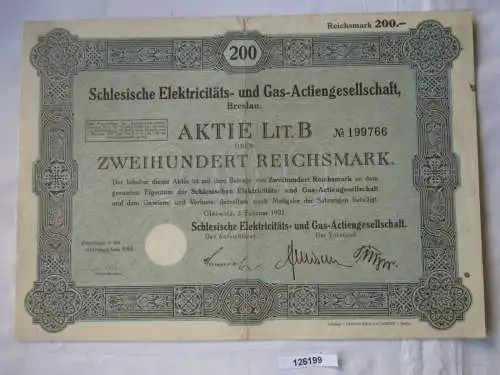 Reichsmark 200.—
200
Schlesische Elektricitäts- und Gas-Actiengesellschaft,
Breslau.
AKTIE LIT. B № 199766
ÜBER
ZWEIHUNDERT REICHSMARK.
Der Inhaber dieser Aktie ist mit dem Betrage von Zweihundert Reichsmark an dem
gesamten Eigentum der Schlesischen Elektricitäts- und Gas-Actiengesellschaft
und dem Gewinne und Verluste derselben nach Maßgabe der Satzungen beteiligt.
Gleiwitz, Februar
Schlesische Elektricitäts- und Gas-Actiengesellschaft.
Der Aufsichtsrat. Der Vorstand.
126199